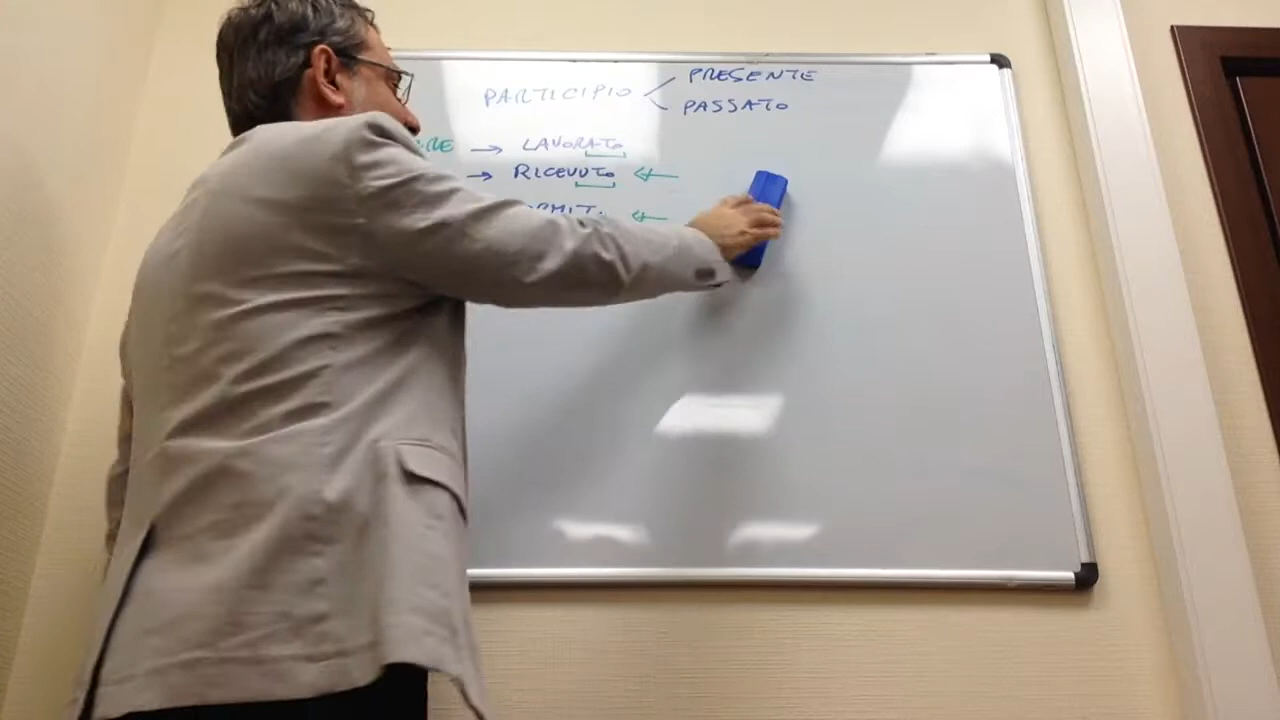 PARTICIPIO PRESENTE
PASSATO
→ LAVORATO
→ RICEVUTO ←
←